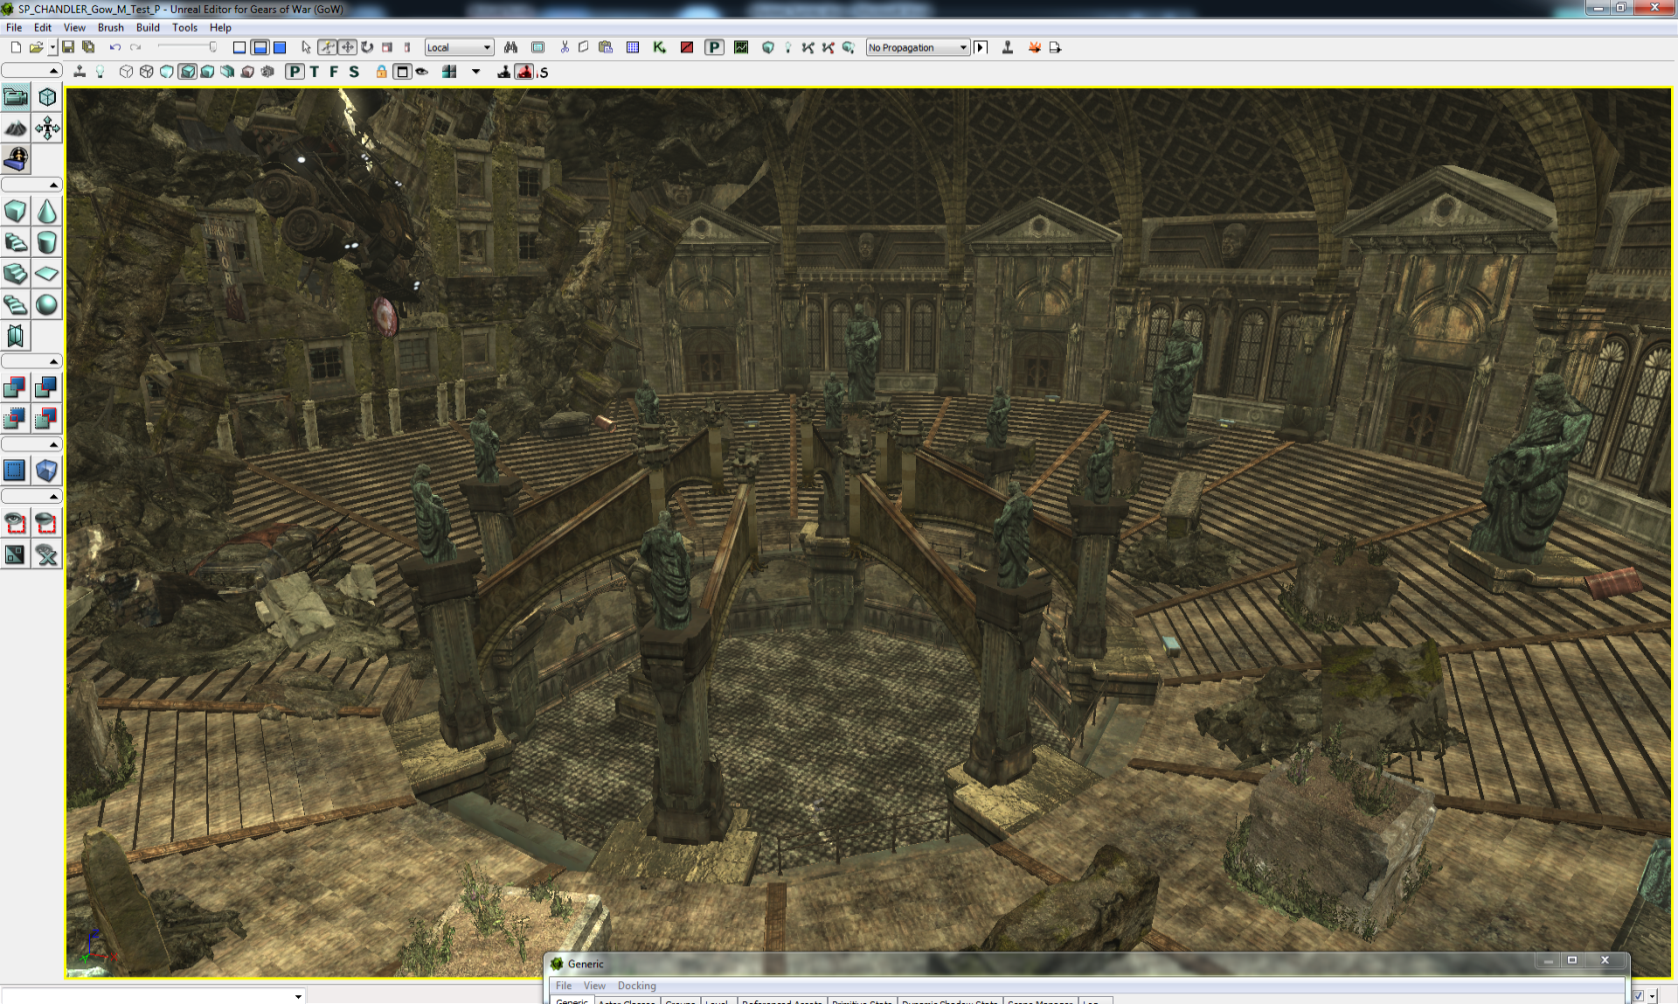 SP_CHANDLER_Gow_M_Test_P - Unreal Editor for Gears of War (GoW)
File Edit View Brush Build Tools Help
Local
K
P
No Propagation
P T F S
S
Generic
File View Docking
Generic Actor Classes Groups Level Referenced Assets Primitive Stats Dynamic Shadow Stats Scene Manager Log